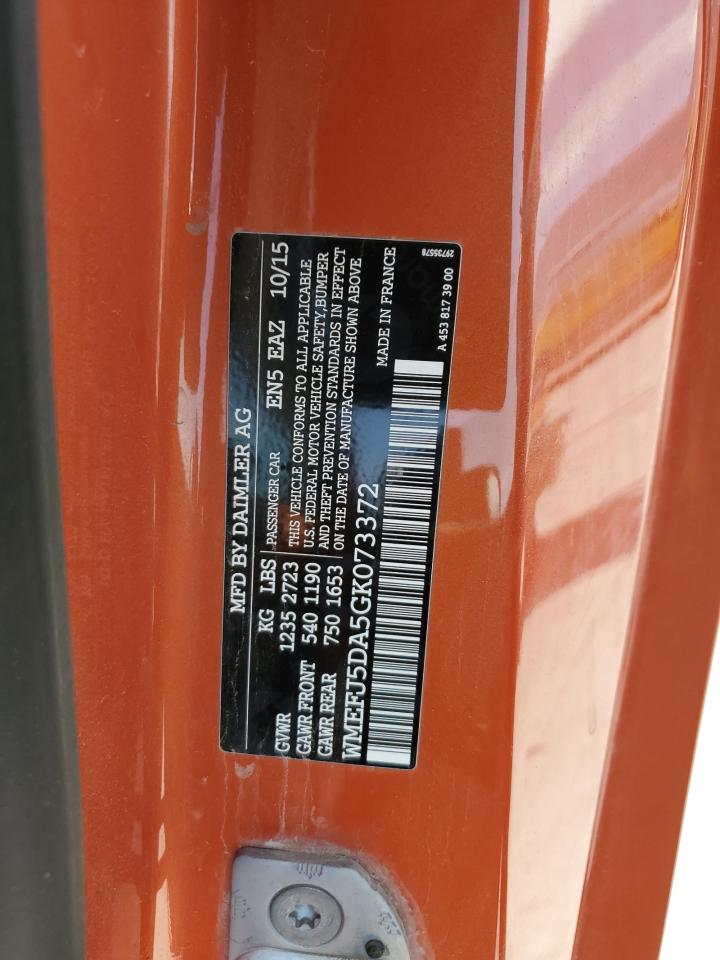 MFD BY DAIMLER AG
KG LBS PASSENGER CAR EN5 EAZ 10/15
GVWR 1235 2723 THIS VEHICLE CONFORMS TO ALL APPLICABLE
GAWR FRONT 540 1190 U.S. FEDERAL MOTOR VEHICLE SAFETY,BUMPER
GAWR REAR 750 1653 AND THEFT PREVENTION STANDARDS IN EFFECT
ON THE DATE OF MANUFACTURE SHOWN ABOVE
WMEFJ5DA5GK073372 MADE IN FRANCE
29735578
A 453 817 39 00